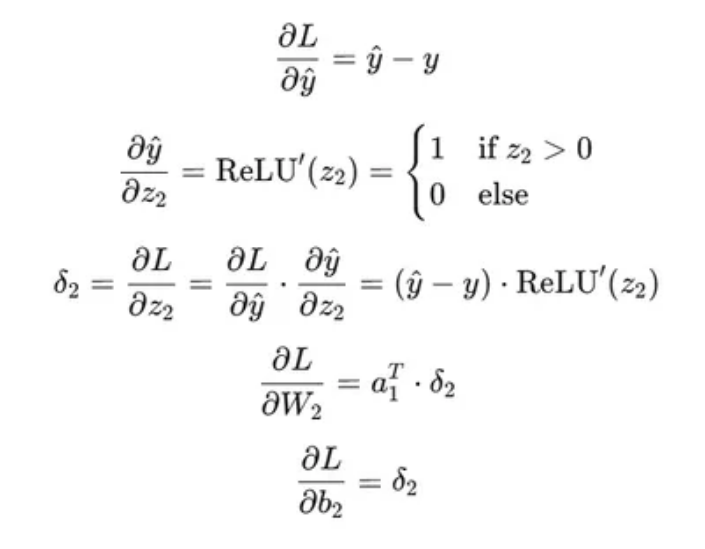 ∂L/∂ŷ = ŷ − y
∂ŷ/∂z₂ = ReLU′(z₂) = {1 if z₂ > 0
0 else
δ₂ = ∂L/∂z₂ = ∂L/∂ŷ · ∂ŷ/∂z₂ = (ŷ − y) · ReLU′(z₂)
∂L/∂W₂ = a₁ᵀ · δ₂
∂L/∂b₂ = δ₂